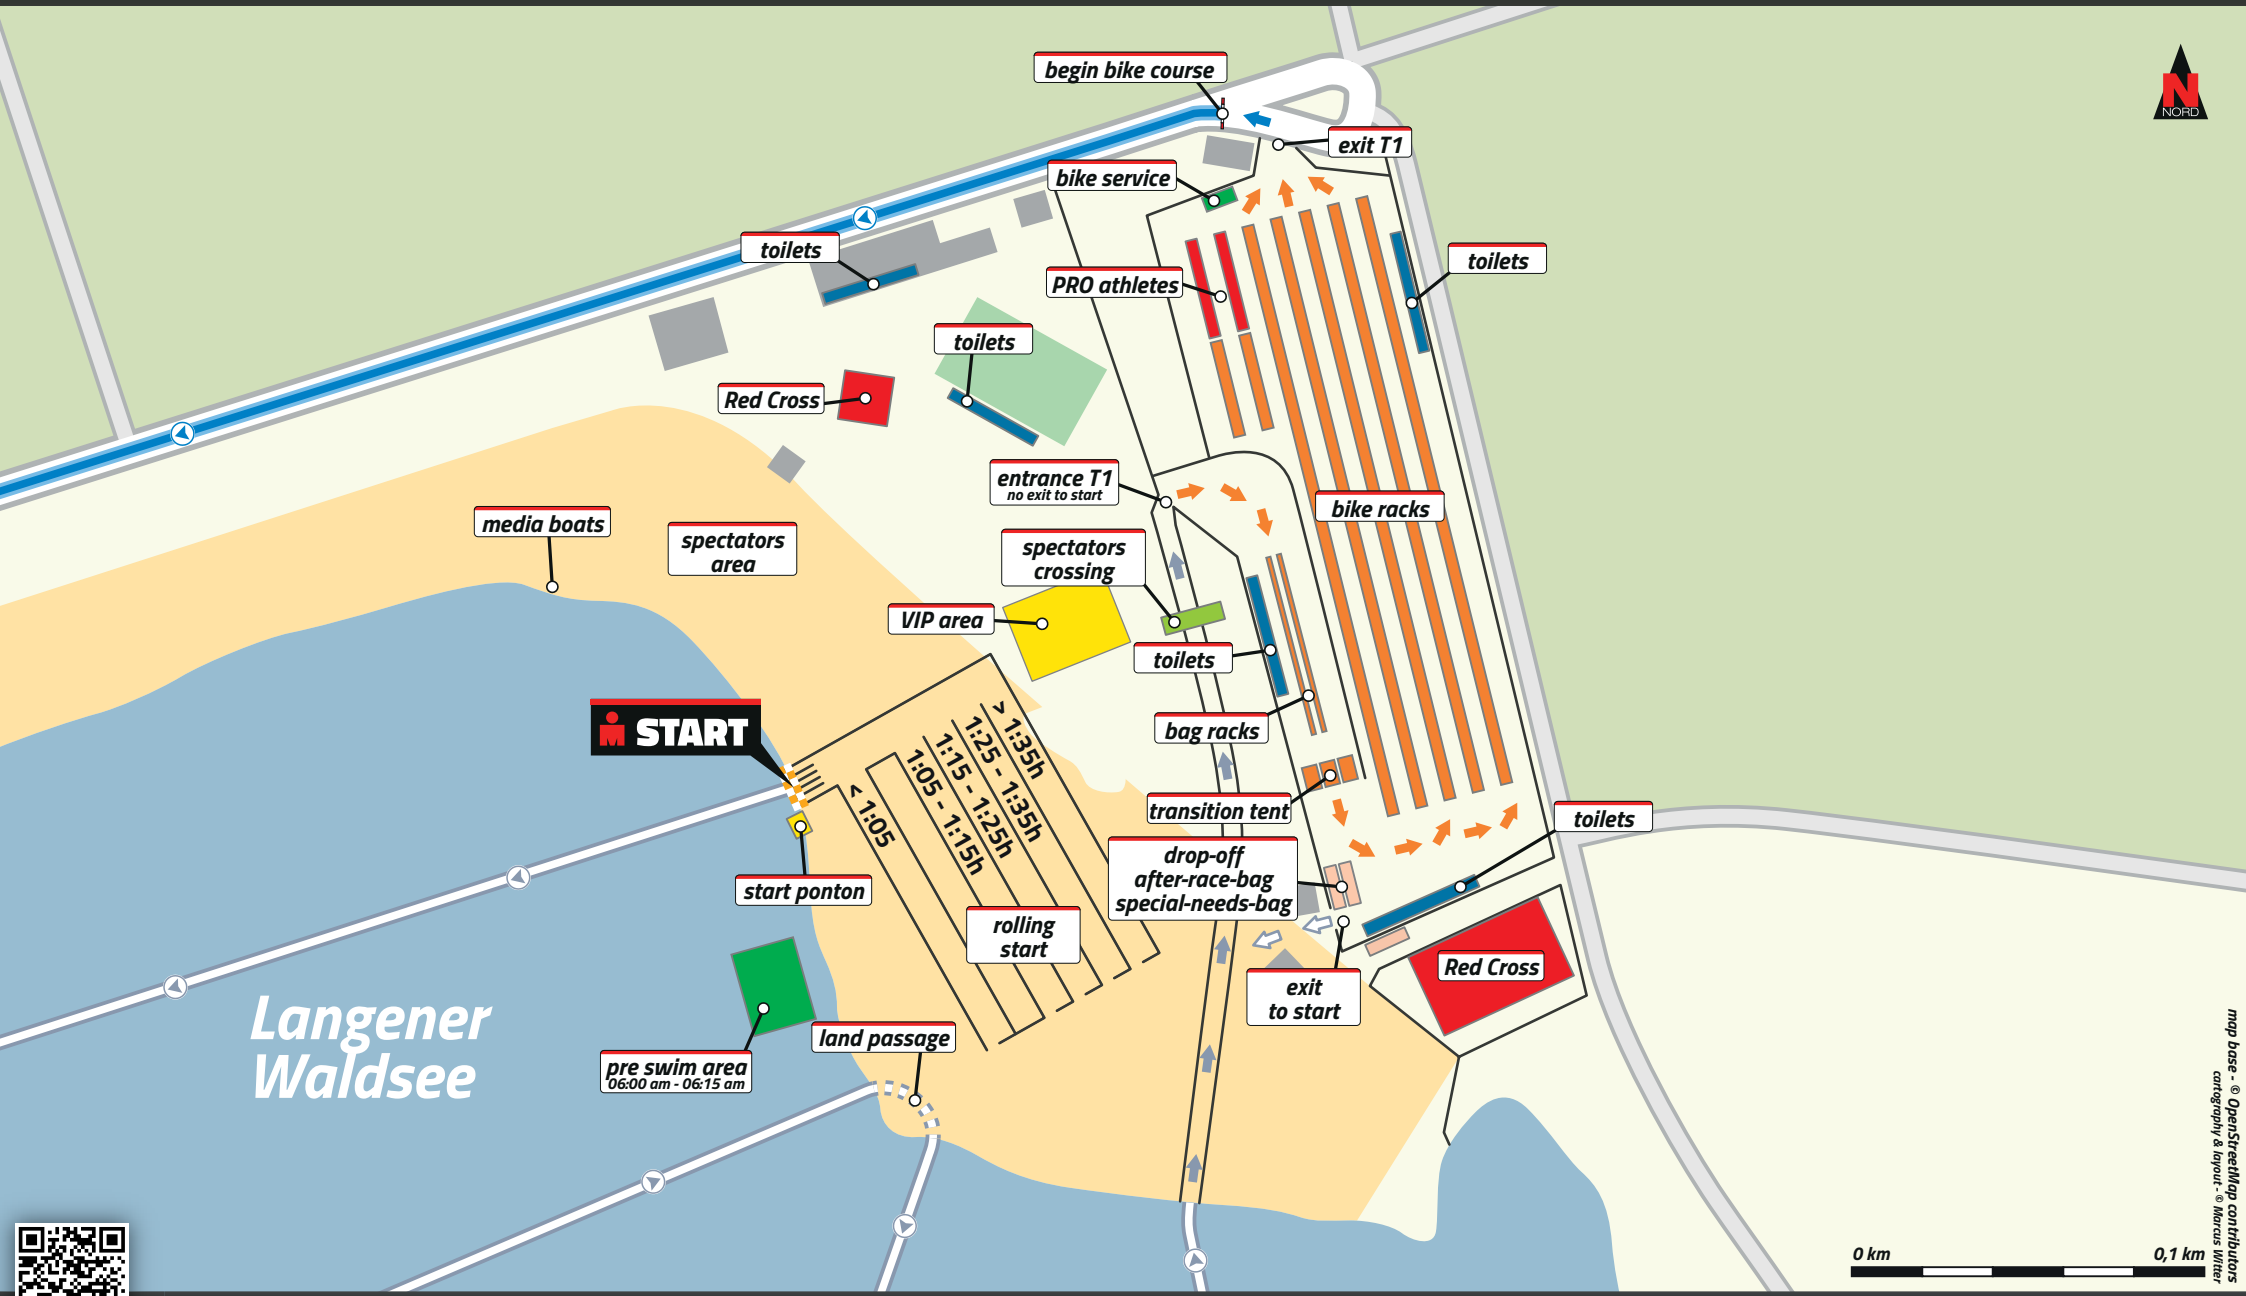 begin bike course
N
NORD
exit T1
bike service
toilets
toilets
PRO athletes
toilets
Red Cross
entrance T1
no exit to start
bike racks
media boats
spectators
area
spectators
crossing
VIP area
toilets
START
> 1:35h
1:25 - 1:35h
1:15 - 1:25h
1:05 - 1:15h
< 1:05
bag racks
transition tent
toilets
drop-off
after-race-bag
special-needs-bag
start ponton
rolling
start
Red Cross
exit
to start
Langener
Waldsee
land passage
pre swim area
06:00 am - 06:15 am
0 km
0,1 km
map base - © OpenStreetMap contributors
cartography & layout - © Marcus Witter